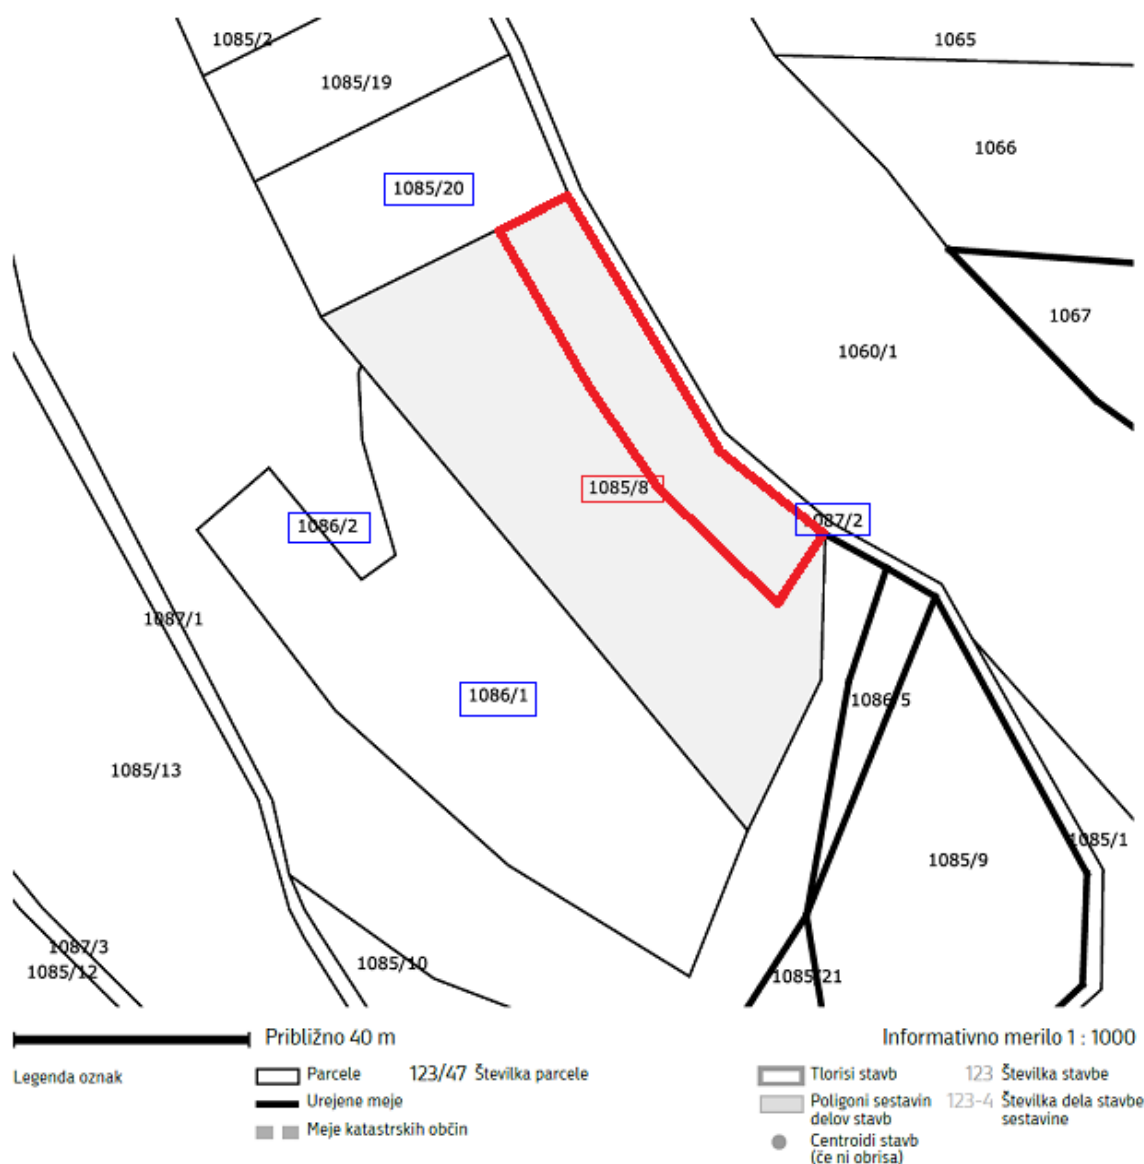 1085/2
1065
1085/19
1066
1085/20
1067
1060/1
1085/8
1087/2
1086/2
1087/1
1086/1
1086/5
1085/13
1085/1
1085/9
1087/3
1085/12
1085/10
1085/21
Približno 40 m
Informativno merilo 1 : 1000
Legenda oznak
Parcele
123/47 Številka parcele
Urejene meje
Meje katastrskih občin
Tlorisi stavb
123 Številka stavbe
Poligoni sestavin
delov stavb
123-4 Številka dela stavbe
sestavine
Centroidi stavb
(če ni obrisa)